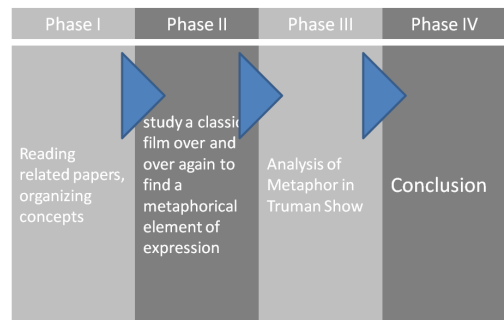 Phase I
Phase II
Phase III
Phase IV
Reading
related papers,
organizing
concepts
study a classic
film over and
over again to
find a
metaphorical
element of
expression
Analysis of
Metaphor in
Truman Show
Conclusion